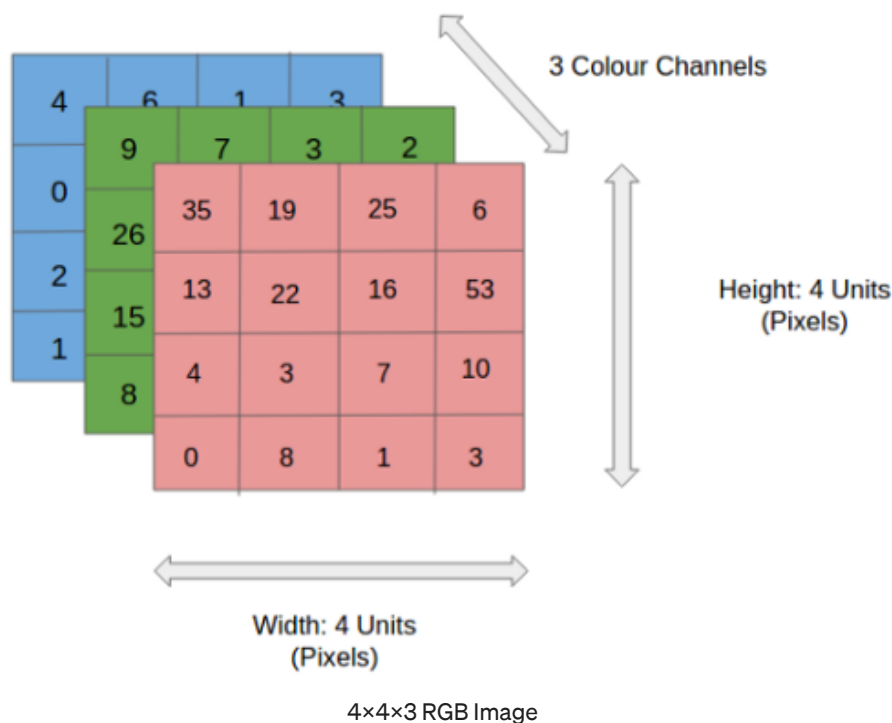 3 Colour Channels
4 6 1 3
9 7 3 2
0
35 19 25 6
26
2
13 22 16 53
15
1
4 3 7 10
8
0 8 1 3
Height: 4 Units
(Pixels)
Width: 4 Units
(Pixels)
4×4×3 RGB Image